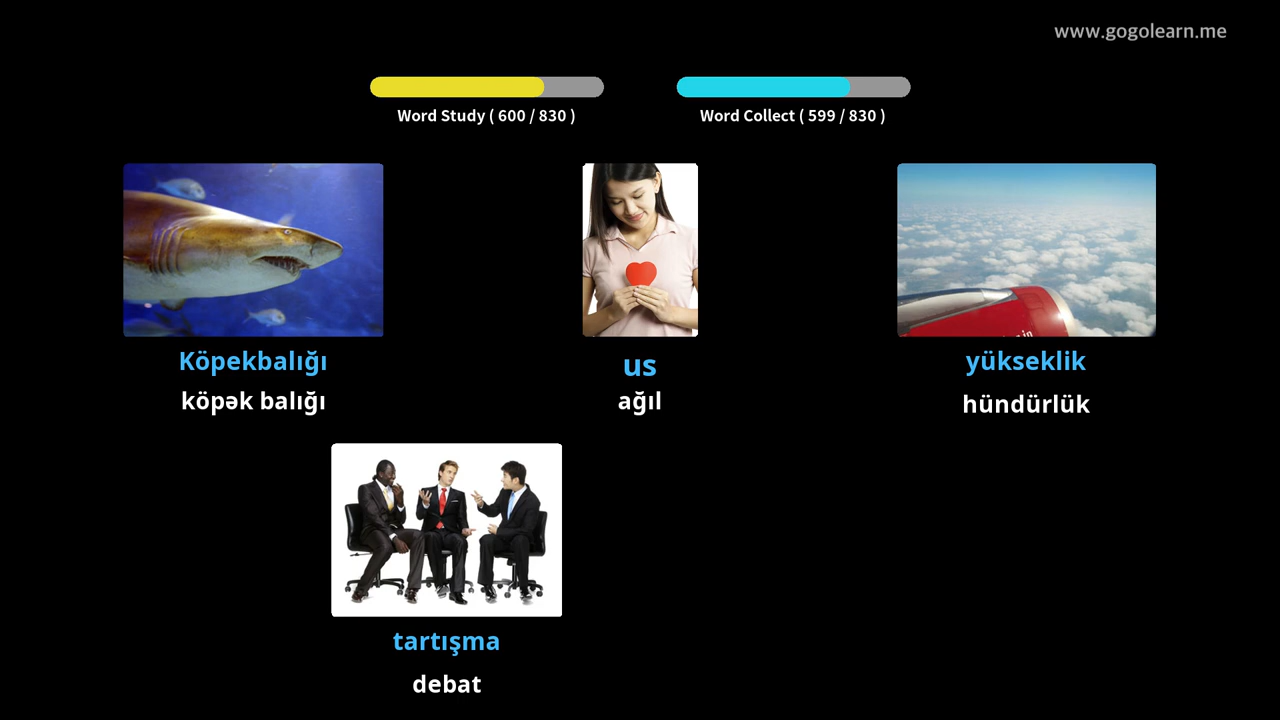 www.gogolearn.me
Word Study ( 600 / 830 )
Word Collect ( 599 / 830 )
Köpekbalığı
köpək balığı
us
ağıl
yükseklik
hündürlük
tartışma
debat